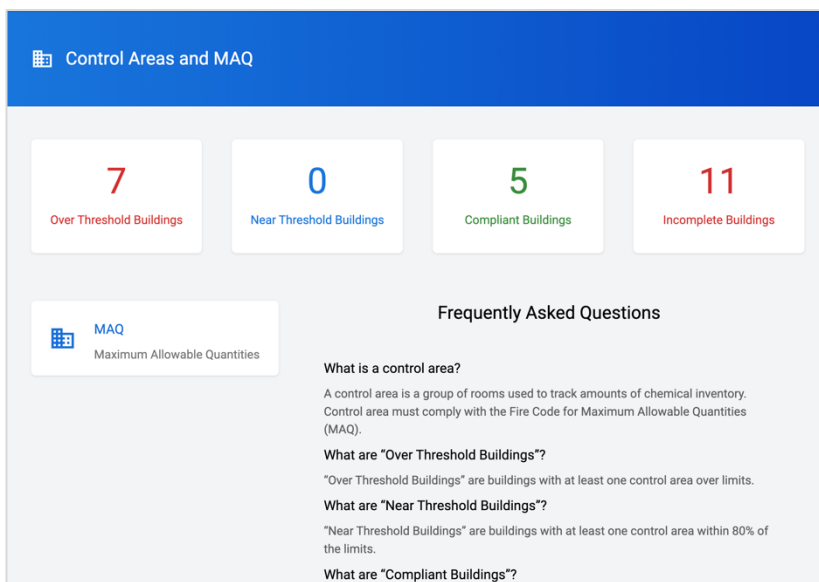 Control Areas and MAQ
7
Over Threshold Buildings
0
Near Threshold Buildings
5
Compliant Buildings
11
Incomplete Buildings
MAQ
Maximum Allowable Quantities
Frequently Asked Questions
What is a control area?
A control area is a group of rooms used to track amounts of chemical inventory.
Control area must comply with the Fire Code for Maximum Allowable Quantities
(MAQ).
What are “Over Threshold Buildings”?
“Over Threshold Buildings” are buildings with at least one control area over limits.
What are “Near Threshold Buildings”?
“Near Threshold Buildings” are buildings with at least one control area within 80% of
the limits.
What are “Compliant Buildings”?